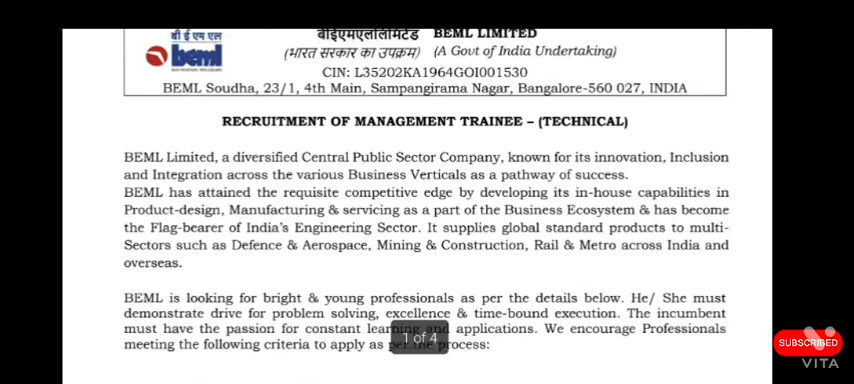 बी ई एम एल
beml
बीईएमएललिमिटेड BEML LIMITED
(भारत सरकार का उपक्रम) (A Govt of India Undertaking)
CIN: L35202KA1964GOI001530
BEML Soudha, 23/1, 4th Main, Sampangirama Nagar, Bangalore-560 027, INDIA
RECRUITMENT OF MANAGEMENT TRAINEE – (TECHNICAL)
BEML Limited, a diversified Central Public Sector Company, known for its innovation, Inclusion
and Integration across the various Business Verticals as a pathway of success.
BEML has attained the requisite competitive edge by developing its in-house capabilities in
Product-design, Manufacturing & servicing as a part of the Business Ecosystem & has become
the Flag-bearer of India's Engineering Sector. It supplies global standard products to multi-
Sectors such as Defence & Aerospace, Mining & Construction, Rail & Metro across India and
overseas.
BEML is looking for bright & young professionals as per the details below. He/ She must
demonstrate drive for problem solving, excellence & time-bound execution. The incumbent
must have the passion for constant learning and applications. We encourage Professionals
meeting the following criteria to apply as per the process:
1 of 4
SUBSCRIBED
VITA